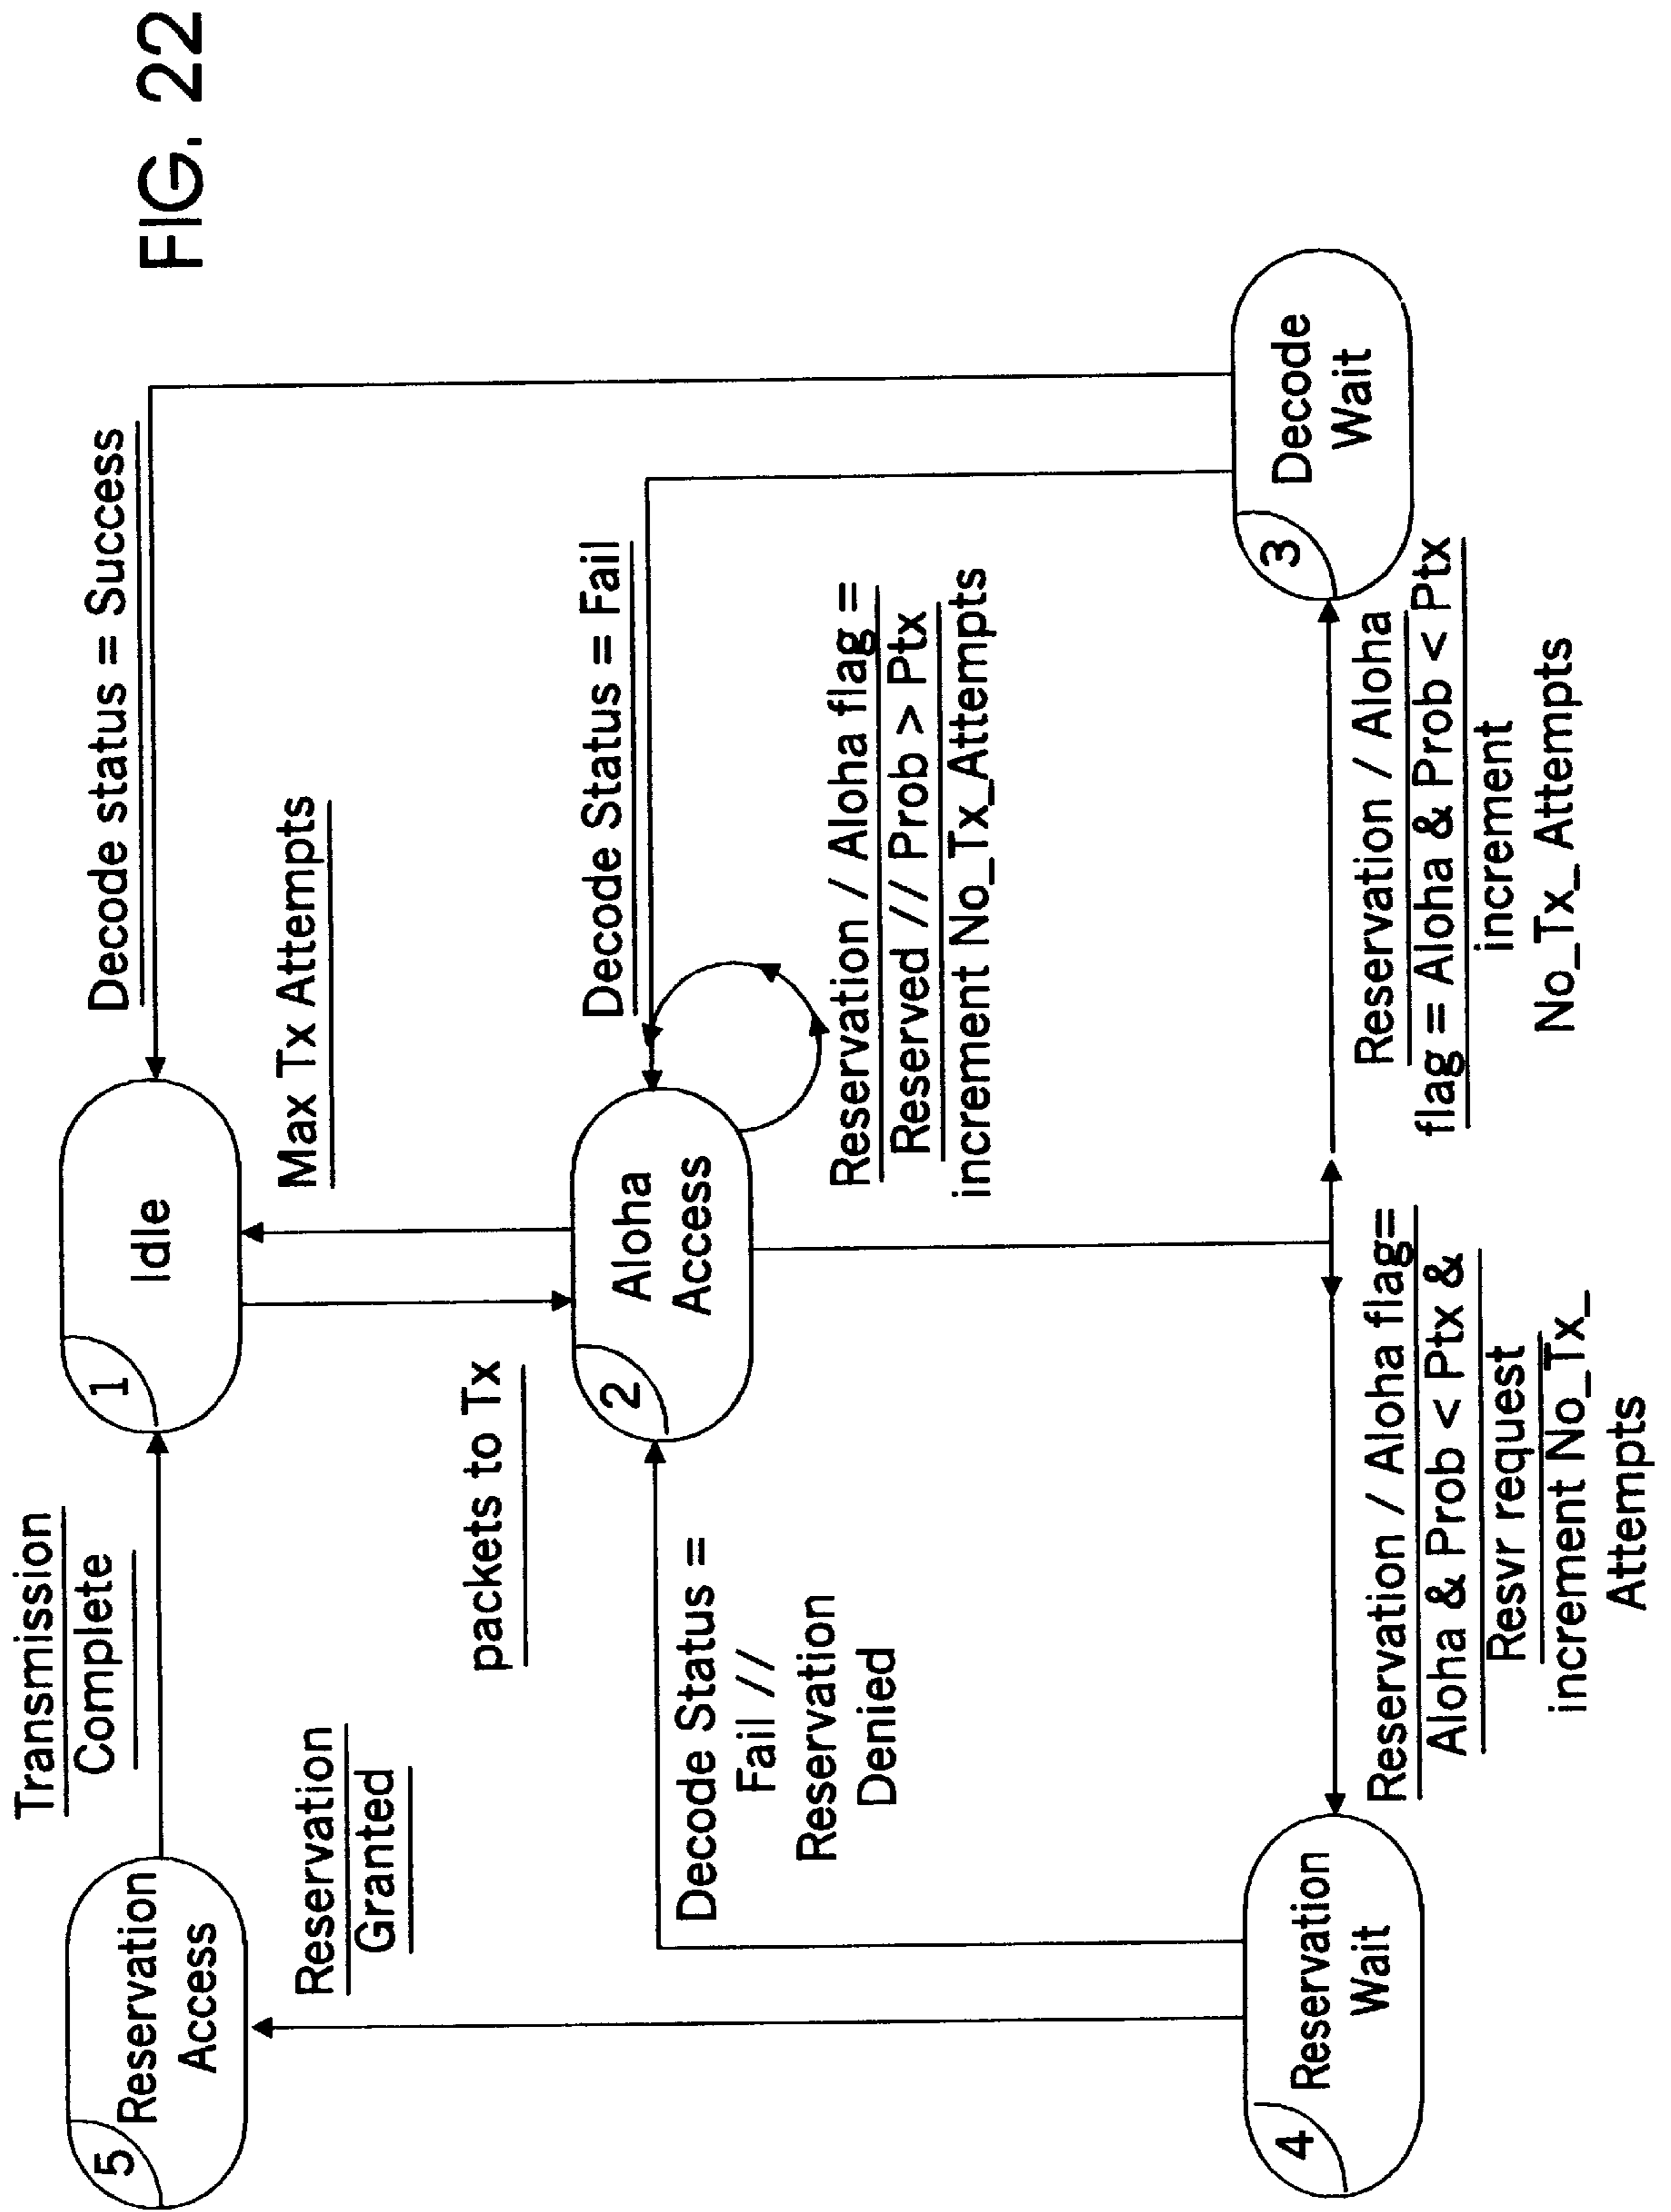 FIG. 22
Transmission
Complete
Decode status = Success
5
Reservation
Access
1
Idle
Reservation
Granted
Max Tx Attempts
packets to Tx
Decode Status = Fail
2
Aloha
Access
Decode Status =
Fail //
Reservation
Denied
Reservation / Aloha flag =
Reserved // Prob > Ptx
increment No_Tx_Attempts
4
Reservation
Wait
3
Decode
Wait
Reservation / Aloha flag=
Aloha & Prob < Ptx &
Resvr request
increment No_Tx_
Attempts
Reservation / Aloha
flag = Aloha & Prob < Ptx
increment
No_Tx_Attempts